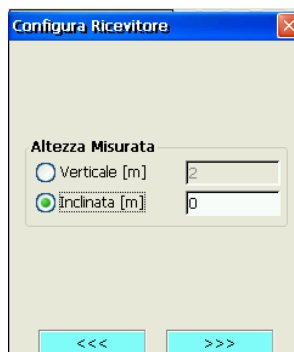 Configura Ricevitore
Altezza Misurata
Verticale [m] 2
Inclinata [m] 0
<<< >>>